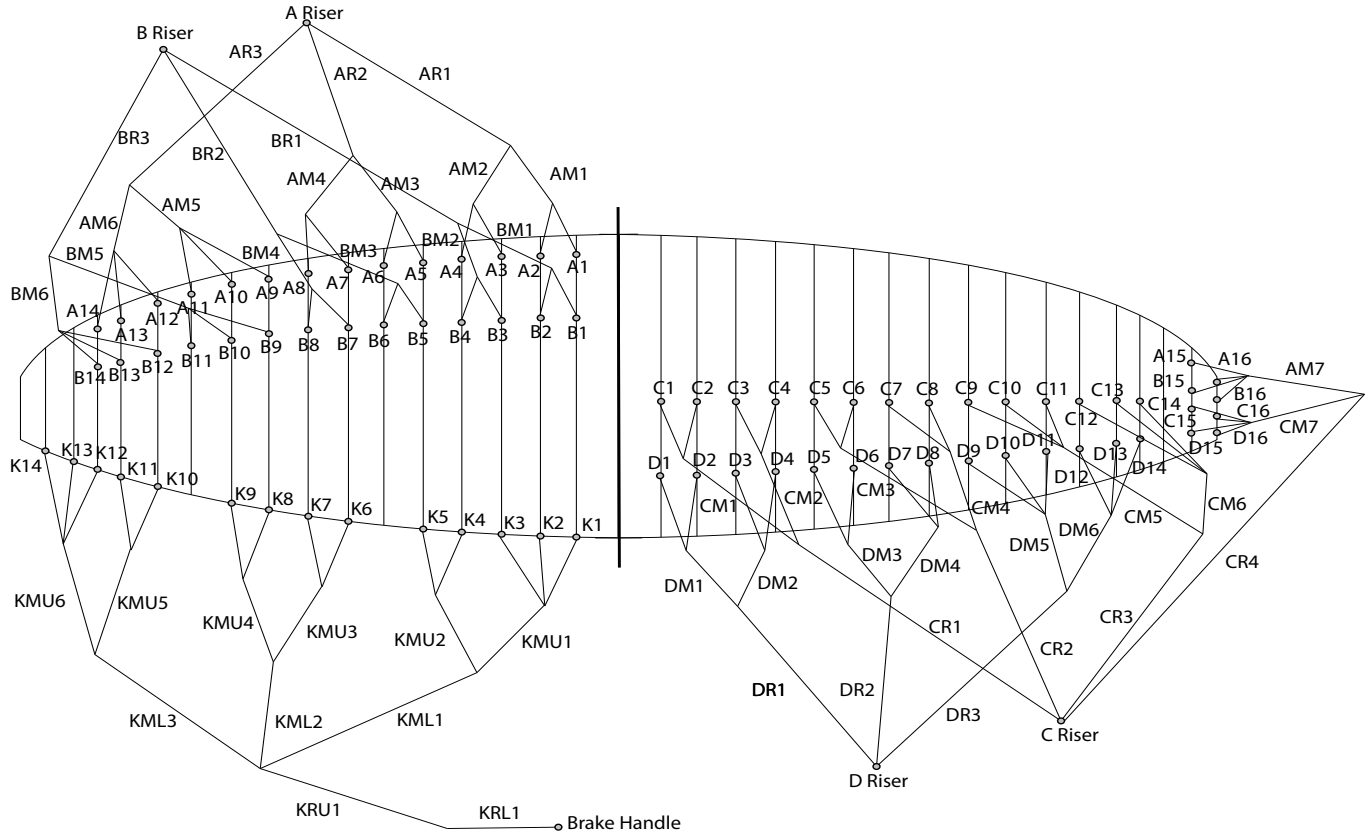 A Riser
B Riser
AR3
AR2
AR1
BR3
BR2
BR1
AM4
AM3
AM2
AM1
AM6
AM5
BM5
BM4
BM3
BM2
BM1
BM6
A14
A13
A12
A11
A10
A9
A8
A7
A6
A5
A4
A3
A2
A1
B14
B13
B12
B11
B10
B9
B8
B7
B6
B5
B4
B3
B2
B1
K14
K13
K12
K11
K10
K9
K8
K7
K6
K5
K4
K3
K2
K1
KMU6
KMU5
KMU4
KMU3
KMU2
KMU1
KML3
KML2
KML1
KRU1
KRL1
Brake Handle
A15
A16
AM7
B15
B16
C1
C2
C3
C4
C5
C6
C7
C8
C9
C10
C11
C12
C13
C14
C15
C16
CM7
D1
D2
D3
D4
D5
D6
D7
D8
D9
D10
D11
D12
D13
D14
D15
D16
CM1
CM2
CM3
CM4
CM5
CM6
DM1
DM2
DM3
DM4
DM5
DM6
CR1
CR2
CR3
CR4
DR1
DR2
DR3
C Riser
D Riser